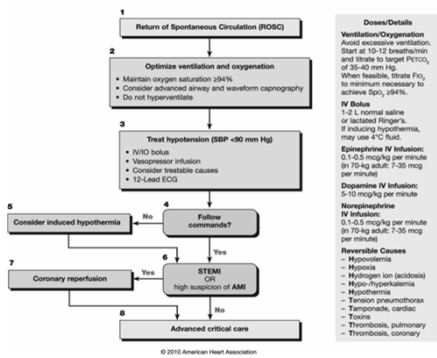 1
Return of Spontaneous Circulation (ROSC)
2
Optimize ventilation and oxygenation
• Maintain oxygen saturation ≥94%
• Consider advanced airway and waveform capnography
• Do not hyperventilate
3
Treat hypotension (SBP <90 mm Hg)
• IV/IO bolus
• Vasopressor infusion
• Consider treatable causes
• 12-Lead ECG
4
Follow
commands?
No
Yes
5
Consider induced hypothermia
6
STEMI
OR
high suspicion of AMI
Yes
No
7
Coronary reperfusion
8
Advanced critical care
© 2010 American Heart Association
Doses/Details
Ventilation/Oxygenation
Avoid excessive ventilation.
Start at 10-12 breaths/min
and titrate to target PETCO2
of 35-40 mm Hg.
When feasible, titrate FIO2
to minimum necessary to
achieve SpO2 ≥94%.
IV Bolus
1-2 L normal saline
or lactated Ringer's.
If inducing hypothermia,
may use 4°C fluid.
Epinephrine IV Infusion:
0.1-0.5 mcg/kg per minute
(in 70-kg adult: 7-35 mcg
per minute)
Dopamine IV Infusion:
5-10 mcg/kg per minute
Norepinephrine
IV Infusion:
0.1-0.5 mcg/kg per minute
(in 70-kg adult: 7-35 mcg
per minute)
Reversible Causes
– Hypovolemia
– Hypoxia
– Hydrogen ion (acidosis)
– Hypo-/hyperkalemia
– Hypothermia
– Tension pneumothorax
– Tamponade, cardiac
– Toxins
– Thrombosis, pulmonary
– Thrombosis, coronary